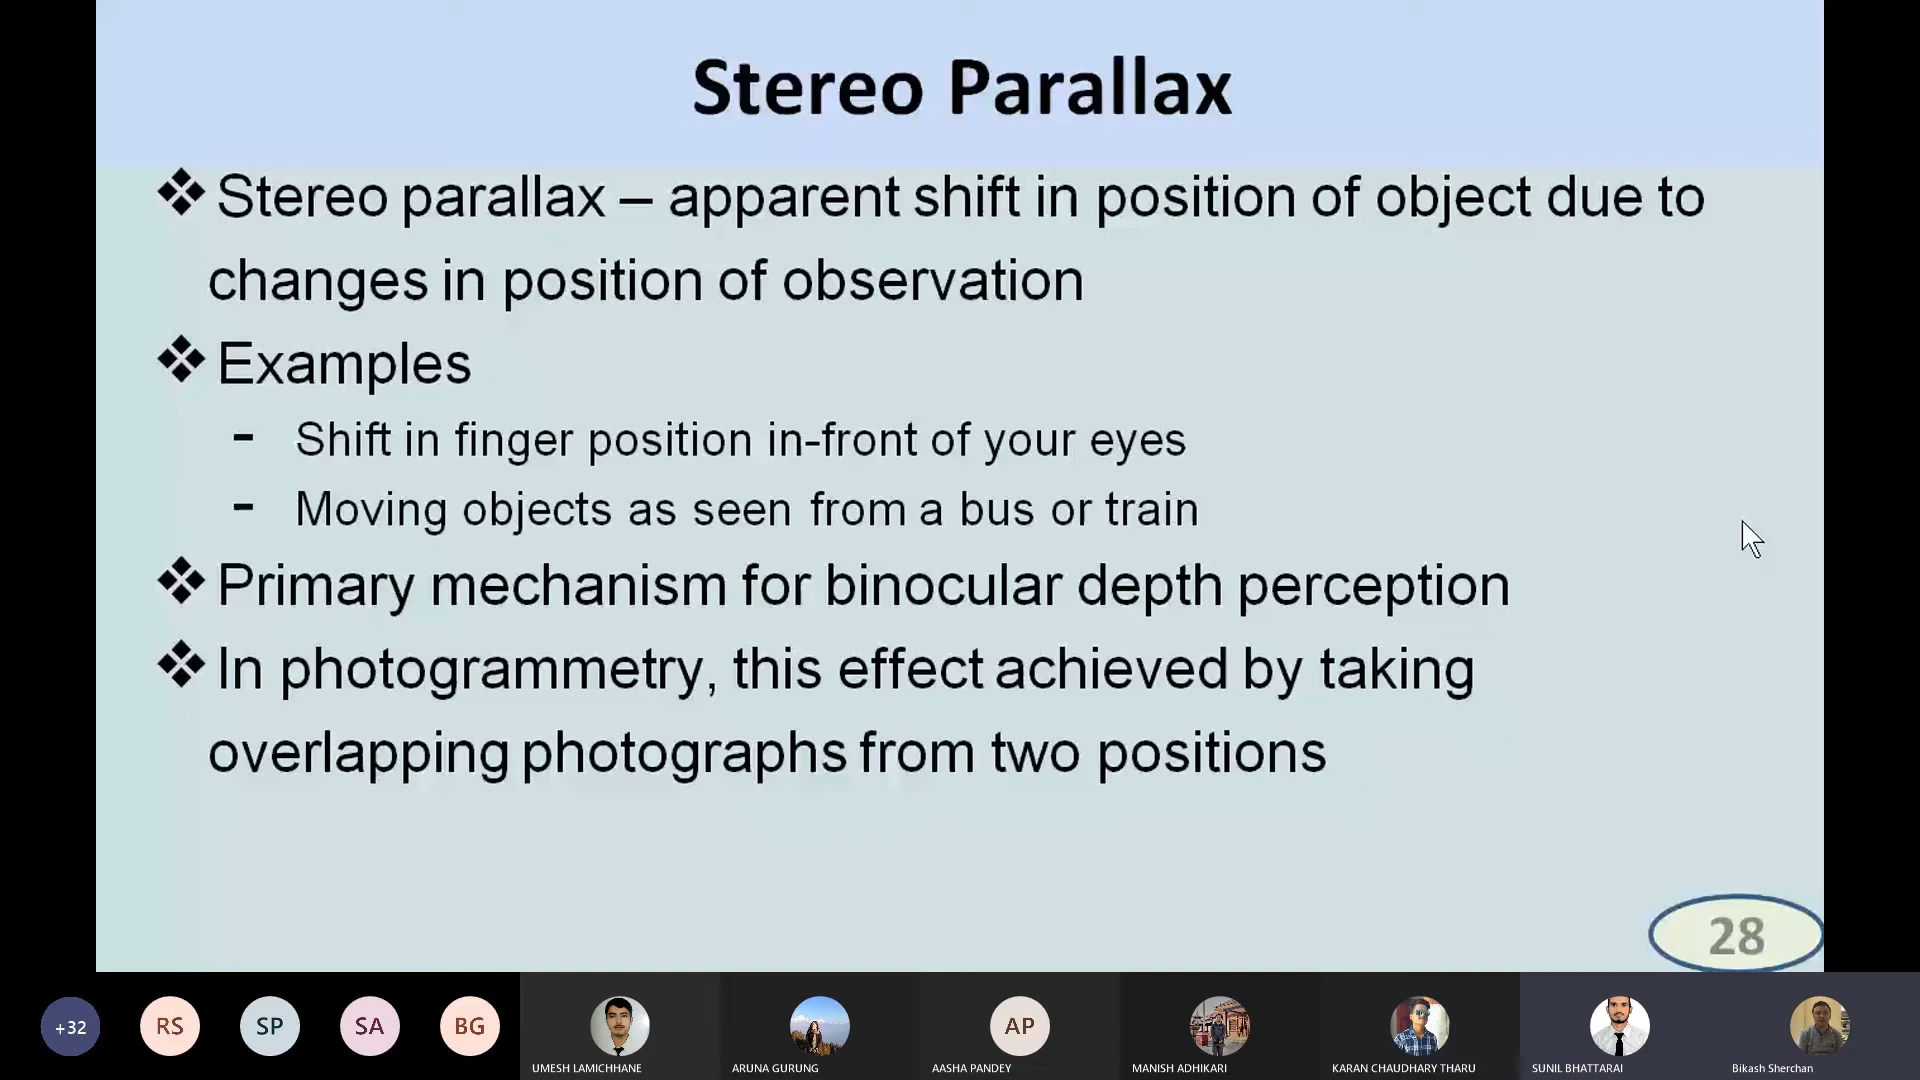 Stereo Parallax
❖ Stereo parallax – apparent shift in position of object due to
changes in position of observation
❖ Examples
- Shift in finger position in-front of your eyes
- Moving objects as seen from a bus or train
❖ Primary mechanism for binocular depth perception
❖ In photogrammetry, this effect achieved by taking
overlapping photographs from two positions
28
+32
RS
SP
SA
BG
AP
UMESH LAMICHHANE
ARUNA GURUNG
AASHA PANDEY
MANISH ADHIKARI
KARAN CHAUDHARY THARU
SUNIL BHATTARAI
Bikash Sherchan